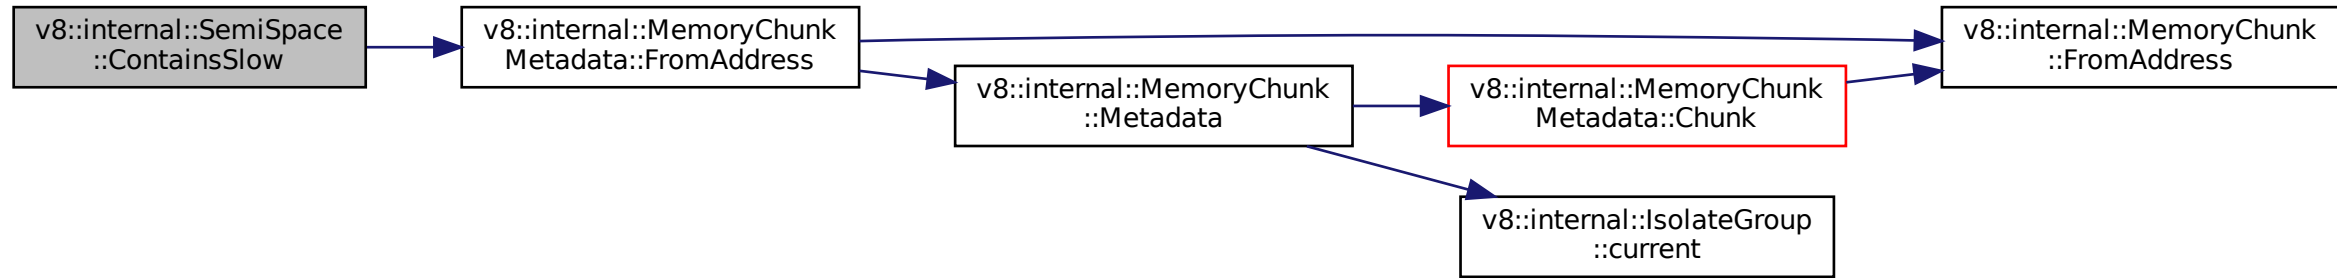 v8::internal::SemiSpace
::ContainsSlow
v8::internal::MemoryChunk
Metadata::FromAddress
v8::internal::MemoryChunk
::FromAddress
v8::internal::MemoryChunk
::Metadata
v8::internal::MemoryChunk
Metadata::Chunk
v8::internal::IsolateGroup
::current